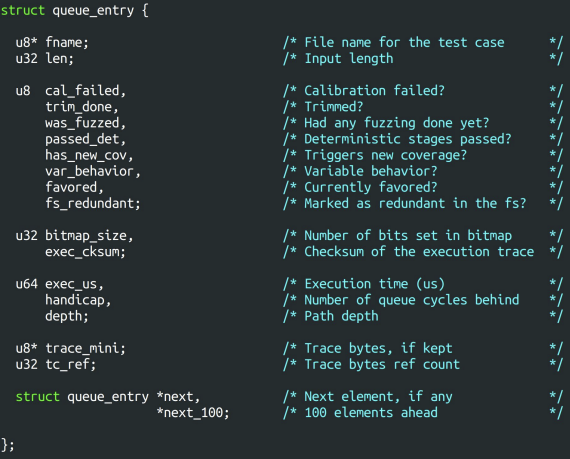 struct queue_entry {
u8* fname; /* File name for the test case */
u32 len; /* Input length */
u8 cal_failed, /* Calibration failed? */
trim_done, /* Trimmed? */
was_fuzzed, /* Had any fuzzing done yet? */
passed_det, /* Deterministic stages passed? */
has_new_cov, /* Triggers new coverage? */
var_behavior, /* Variable behavior? */
favored, /* Currently favored? */
fs_redundant; /* Marked as redundant in the fs? */
u32 bitmap_size, /* Number of bits set in bitmap */
exec_cksum; /* Checksum of the execution trace */
u64 exec_us, /* Execution time (us) */
handicap, /* Number of queue cycles behind */
depth; /* Path depth */
u8* trace_mini; /* Trace bytes, if kept */
u32 tc_ref; /* Trace bytes ref count */
struct queue_entry *next, /* Next element, if any */
*next_100; /* 100 elements ahead */
};